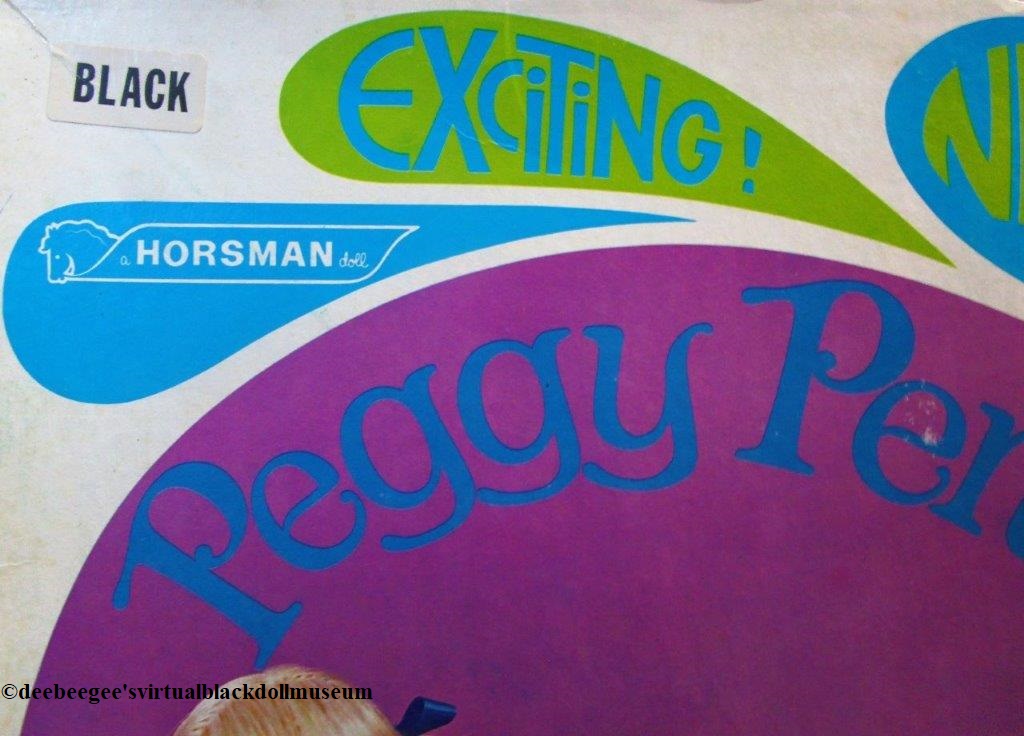 BLACK
EXCITING!
a HORSMAN doll
Peggy Pen
©deebeegee'svirtualblackdollmuseum